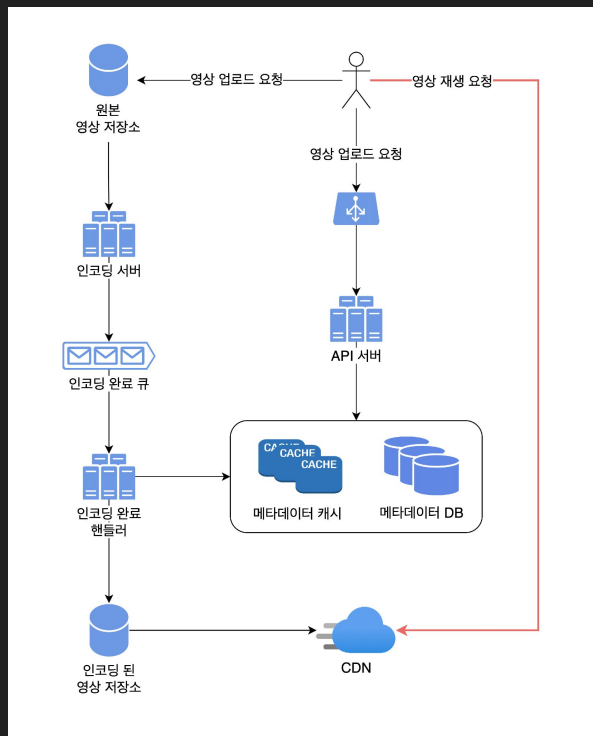 영상 업로드 요청
영상 재생 요청
원본
영상 저장소
영상 업로드 요청
인코딩 서버
API 서버
인코딩 완료 큐
CACHE
CACHE
CACHE
메타데이터 캐시
메타데이터 DB
인코딩 완료
핸들러
인코딩 된
영상 저장소
CDN